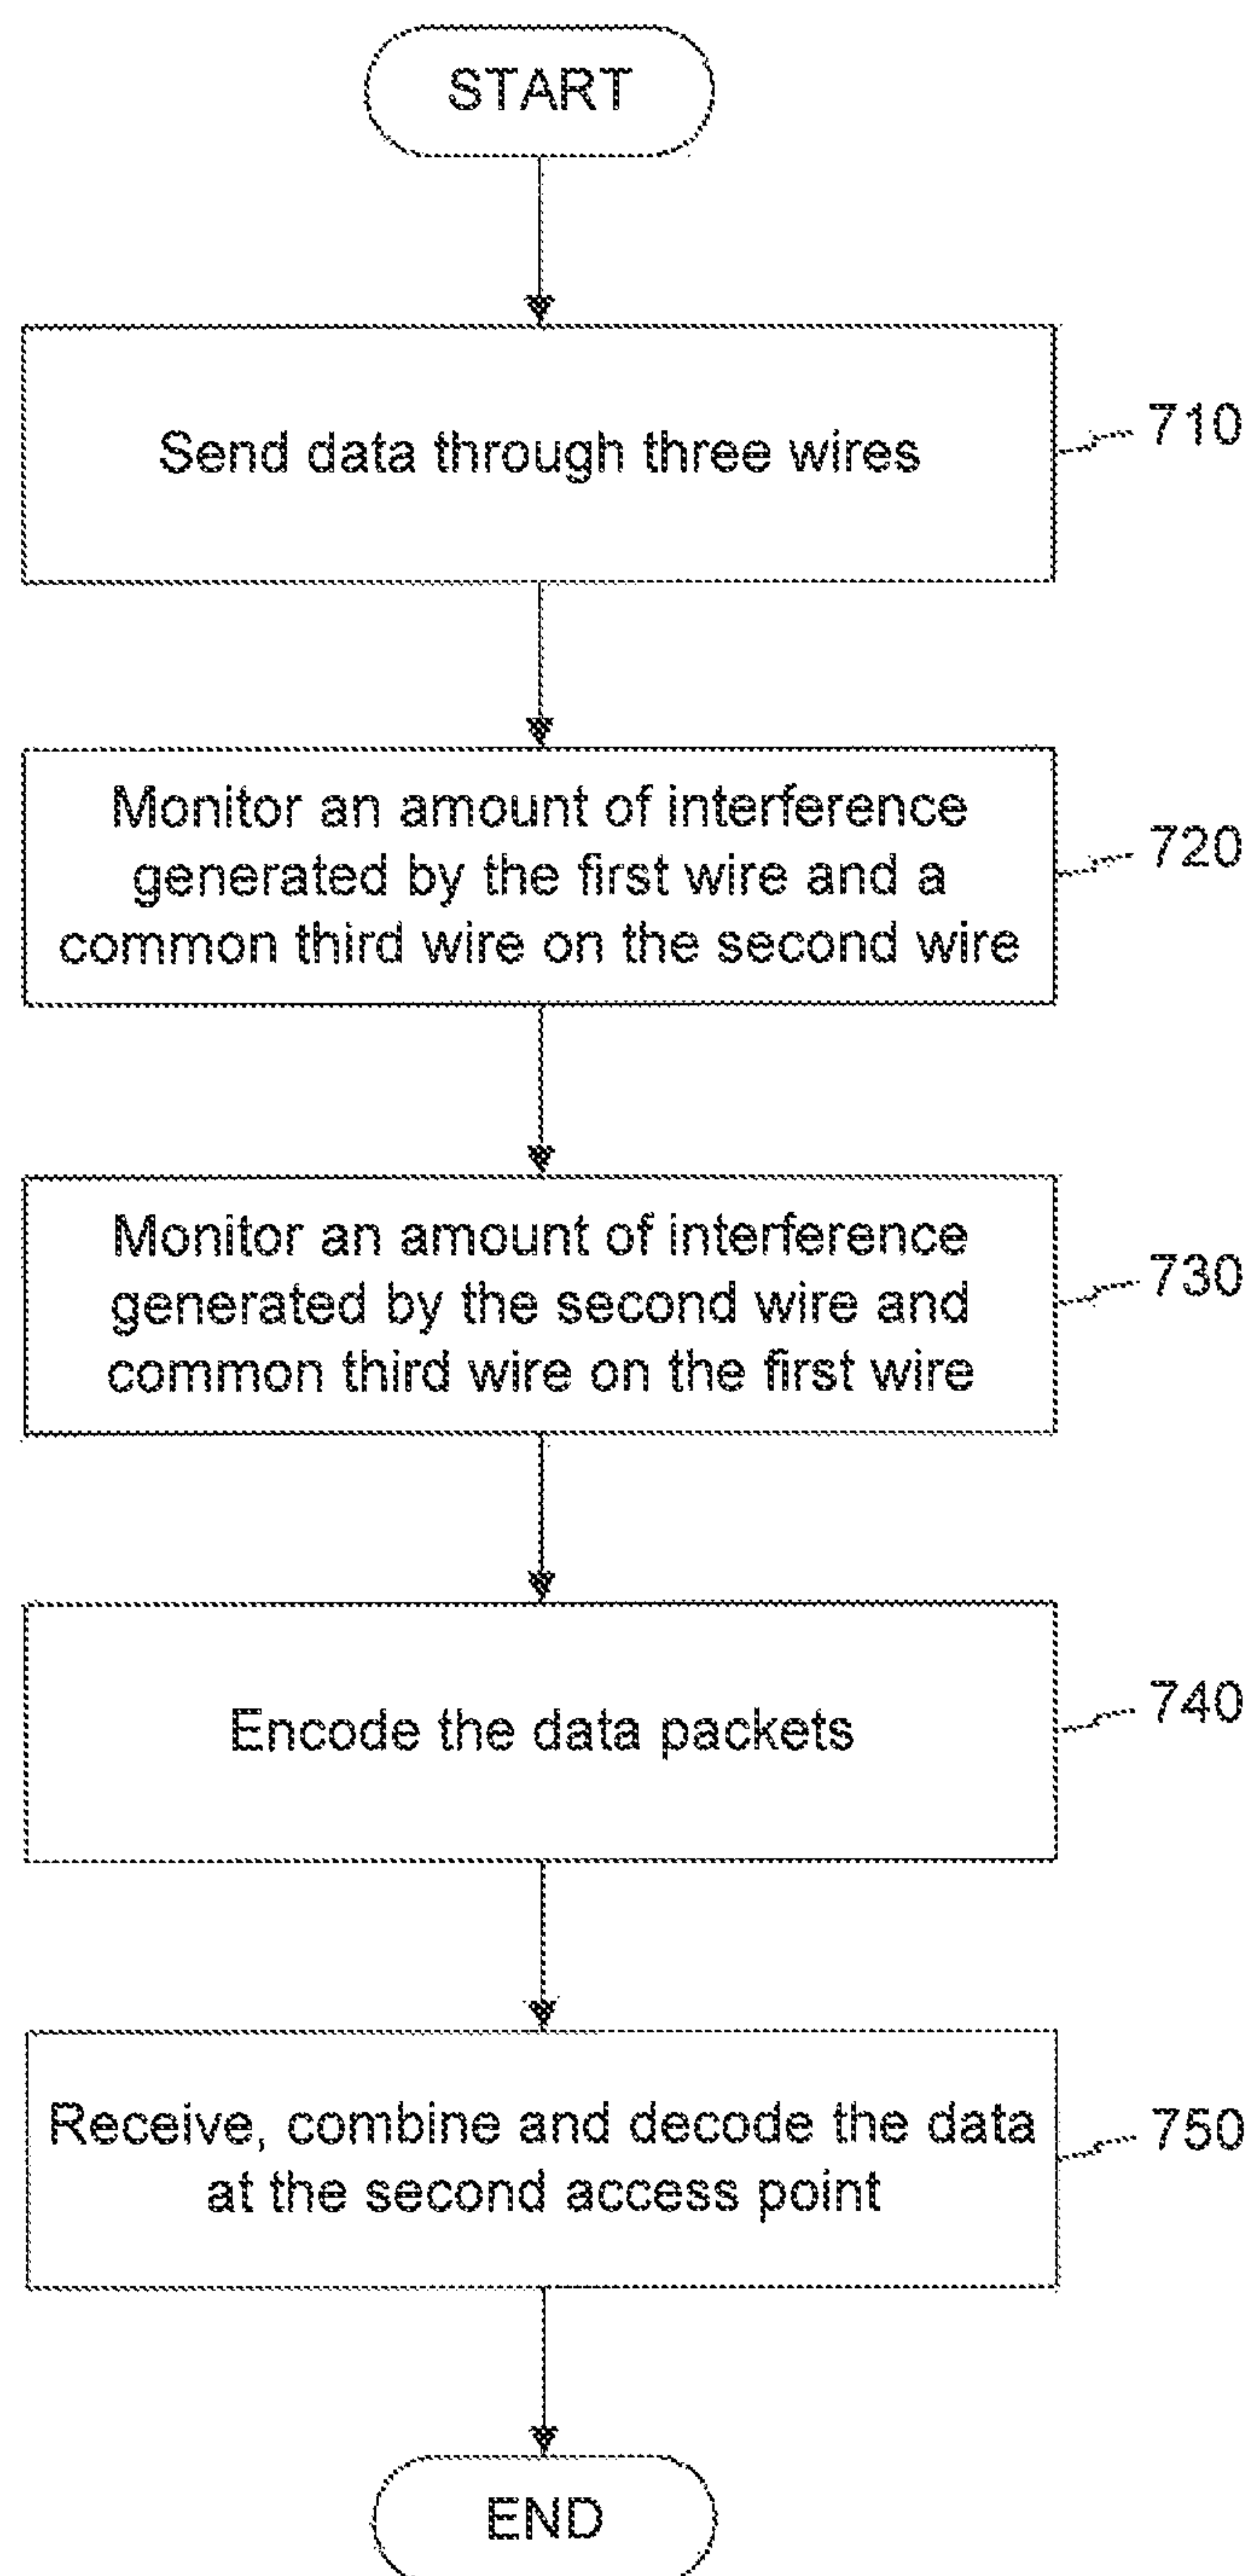 START
Send data through three wires
710
Monitor an amount of interference
generated by the first wire and a
common third wire on the second wire
720
Monitor an amount of interference
generated by the second wire and
common third wire on the first wire
730
Encode the data packets
740
Receive, combine and decode the data
at the second access point
750
END